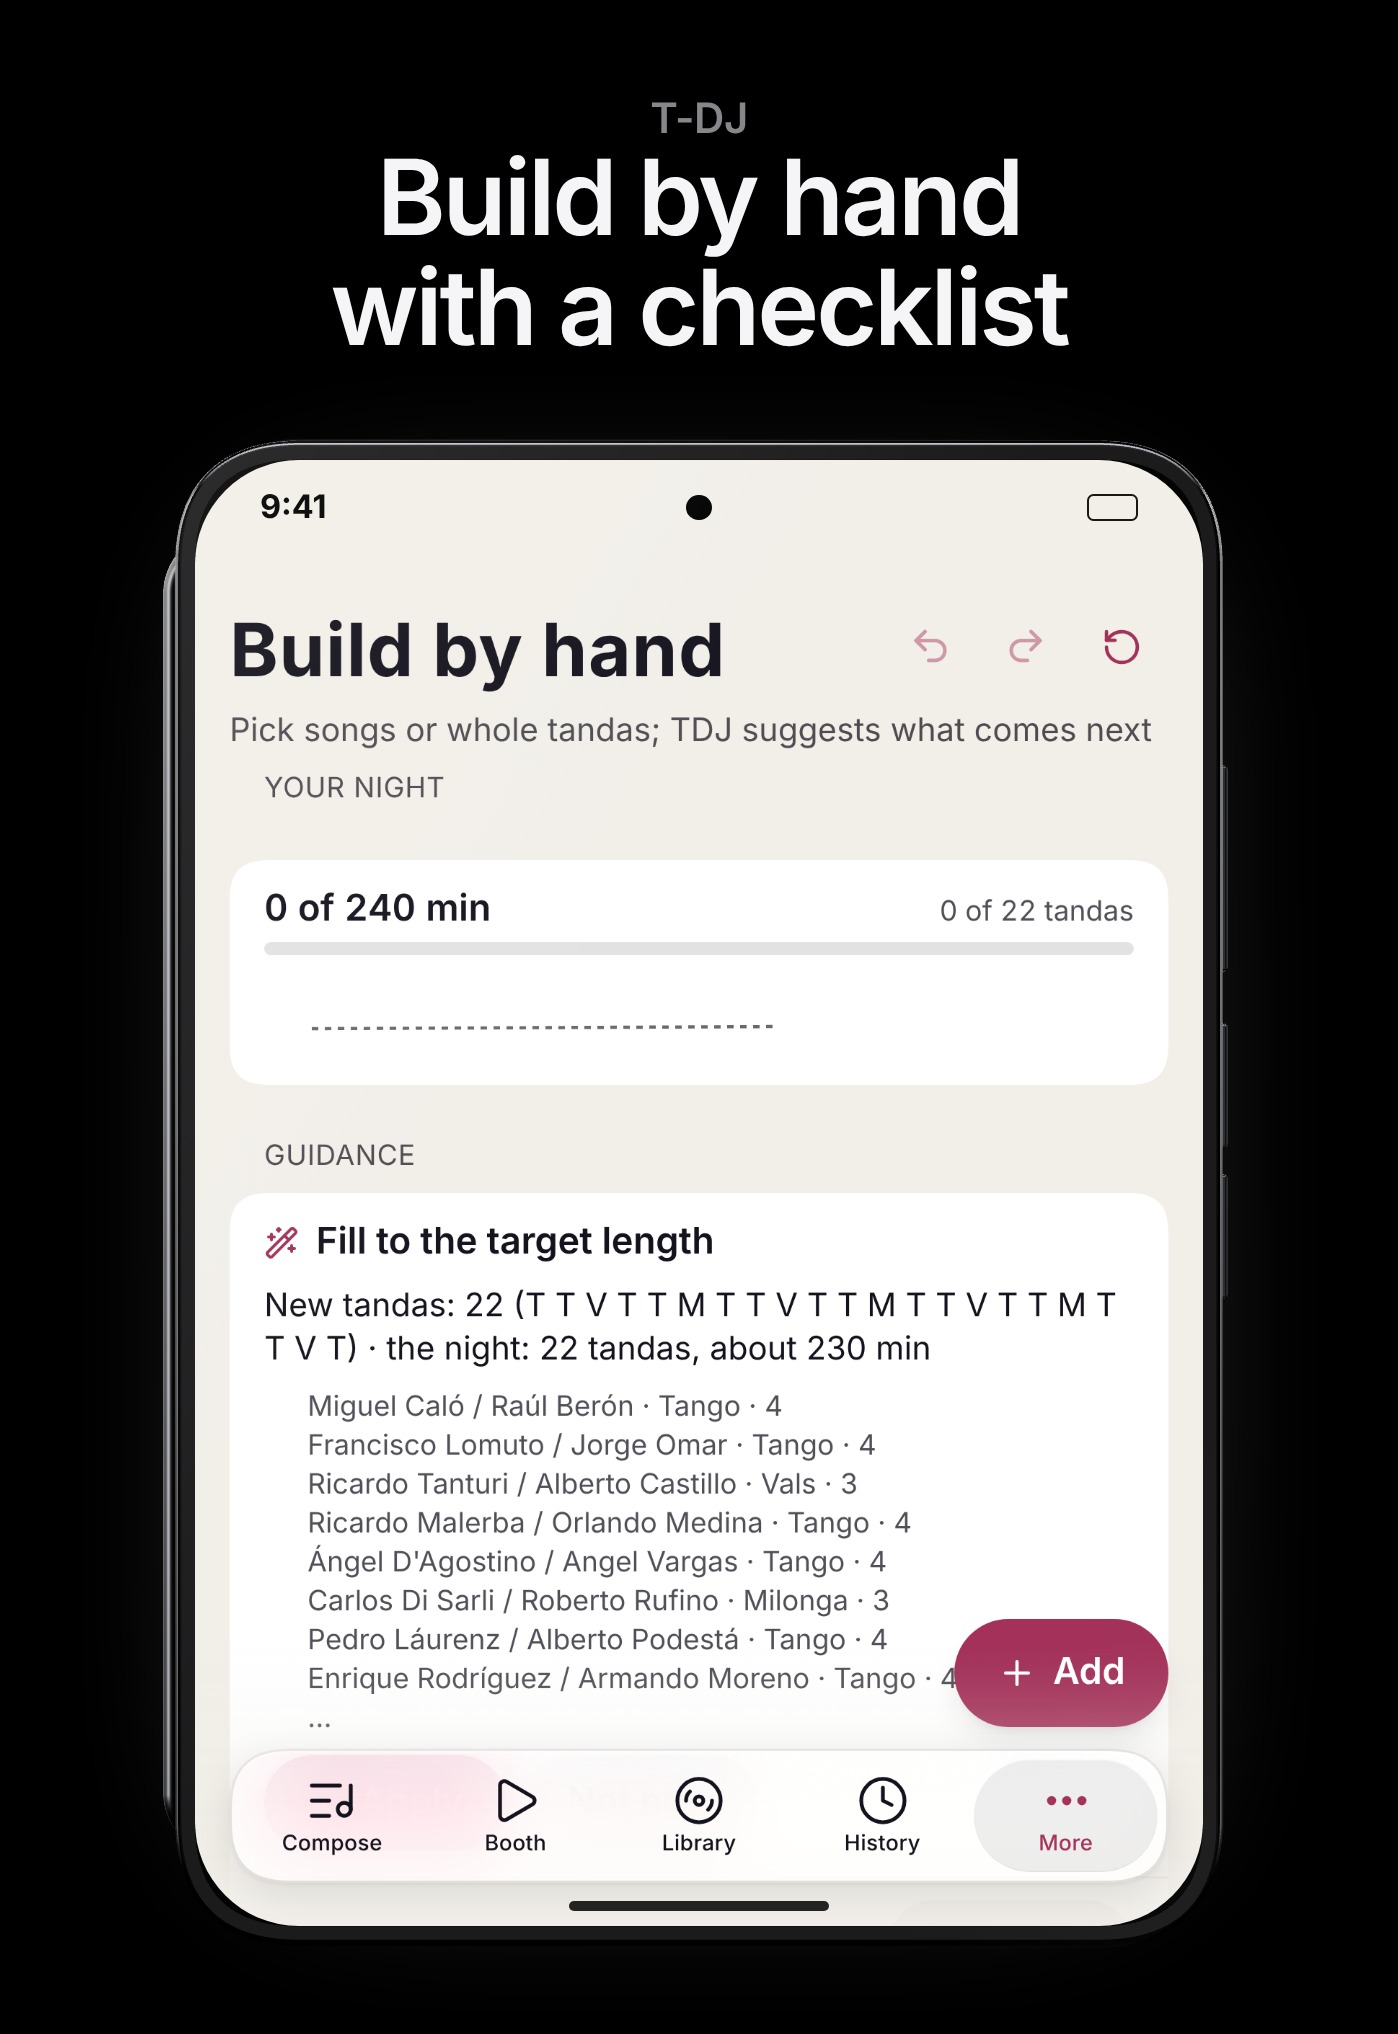 T-DJ
Build by hand
with a checklist
9:41
Build by hand
Pick songs or whole tandas; TDJ suggests what comes next
YOUR NIGHT
0 of 240 min
0 of 22 tandas
GUIDANCE
Fill to the target length
New tandas: 22 (T T V T T M T T V T T M T T V T T M T
T V T) · the night: 22 tandas, about 230 min
Miguel Caló / Raúl Berón · Tango · 4
Francisco Lomuto / Jorge Omar · Tango · 4
Ricardo Tanturi / Alberto Castillo · Vals · 3
Ricardo Malerba / Orlando Medina · Tango · 4
Ángel D'Agostino / Angel Vargas · Tango · 4
Carlos Di Sarli / Roberto Rufino · Milonga · 3
Pedro Láurenz / Alberto Podestá · Tango · 4
Enrique Rodríguez / Armando Moreno · Tango · 4
...
+ Add
Compose
Booth
Library
History
More